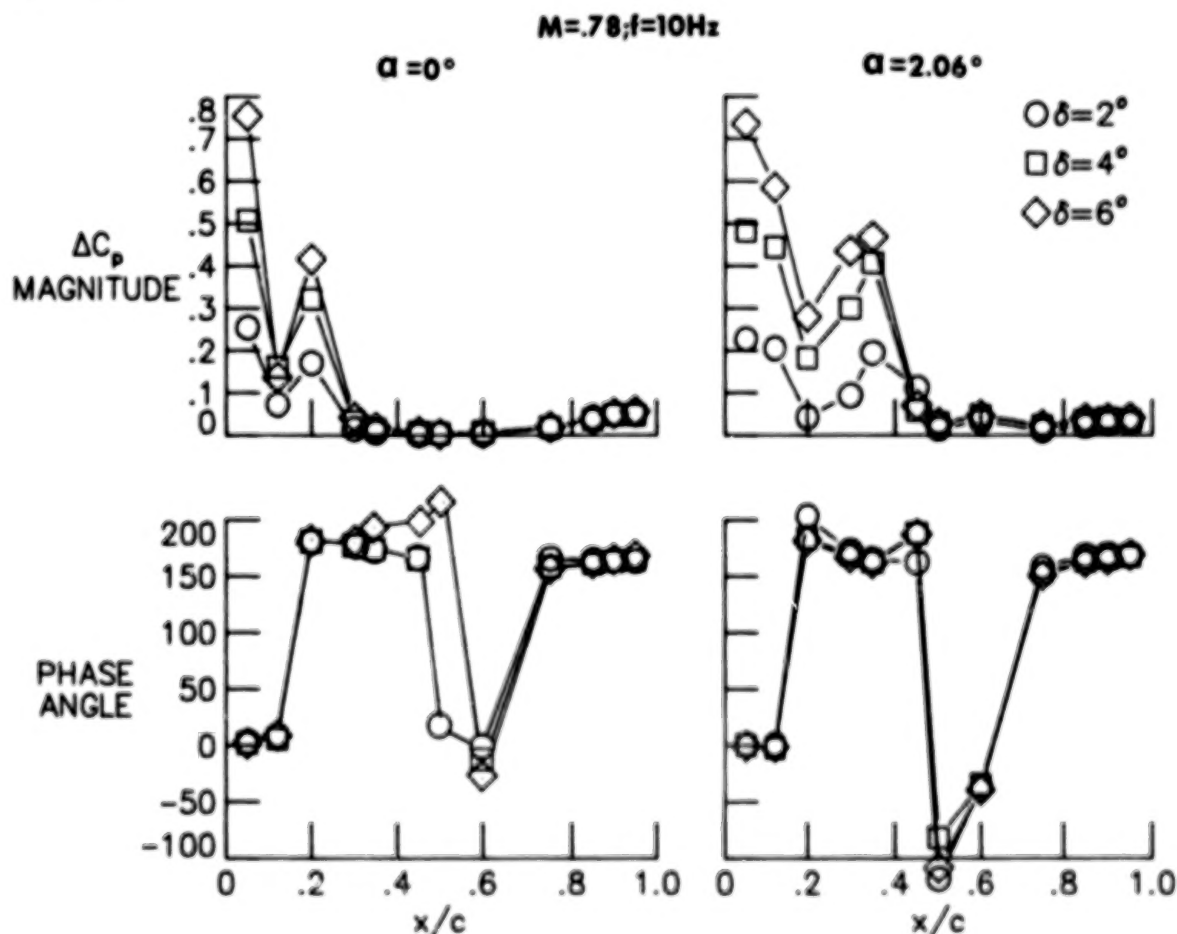 M=.78;f=10Hz
α=0°
α=2.06°
δ=2°
δ=4°
δ=6°
ΔCp
MAGNITUDE
.8
.7
.6
.5
.4
.3
.2
.1
0
PHASE
ANGLE
200
150
100
50
0
-50
-100
0 .2 .4 .6 .8 1.0
x/c
0 .2 .4 .6 .8 1.0
x/c